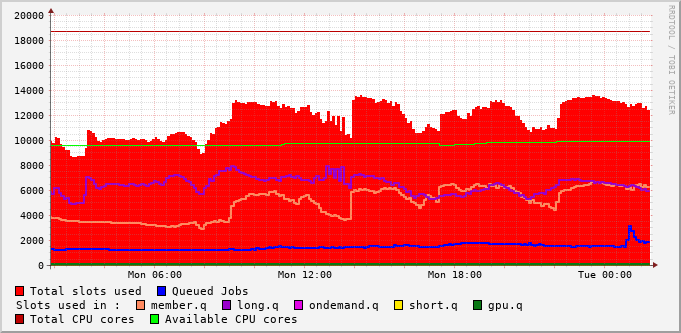 20000
18000
16000
14000
12000
10000
8000
6000
4000
2000
0
Mon 06:00 Mon 12:00 Mon 18:00 Tue 00:00
Total slots used Queued Jobs
Slots used in : member.q long.q ondemand.q short.q gpu.q
Total CPU cores Available CPU cores
RRDTOOL / TOBI OETIKER